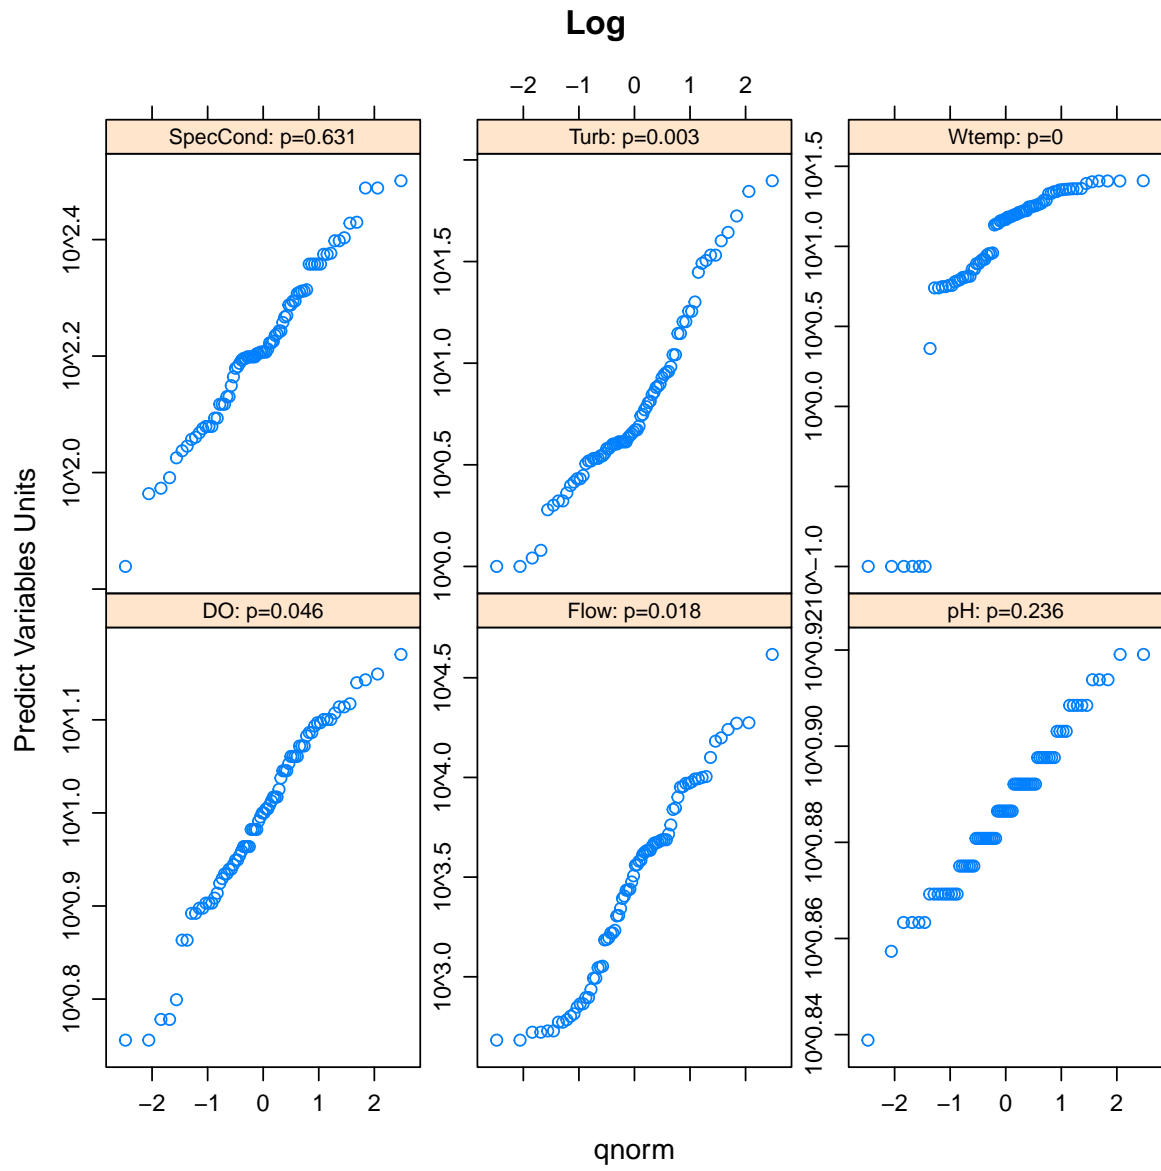 Log
−2 −1 0 1 2
SpecCond: p=0.631
Turb: p=0.003
Wtemp: p=0
10^2.4
10^2.2
10^2.0
10^1.5
10^1.0
10^0.5
10^0.0
10^1.5
10^1.0
10^0.5
10^0.0
10^−1.0
Predict Variables Units
DO: p=0.046
Flow: p=0.018
pH: p=0.236
10^1.1
10^1.0
10^0.9
10^0.8
10^4.5
10^4.0
10^3.5
10^3.0
10^0.92
10^0.90
10^0.88
10^0.86
10^0.84
−2 −1 0 1 2
−2 −1 0 1 2
qnorm